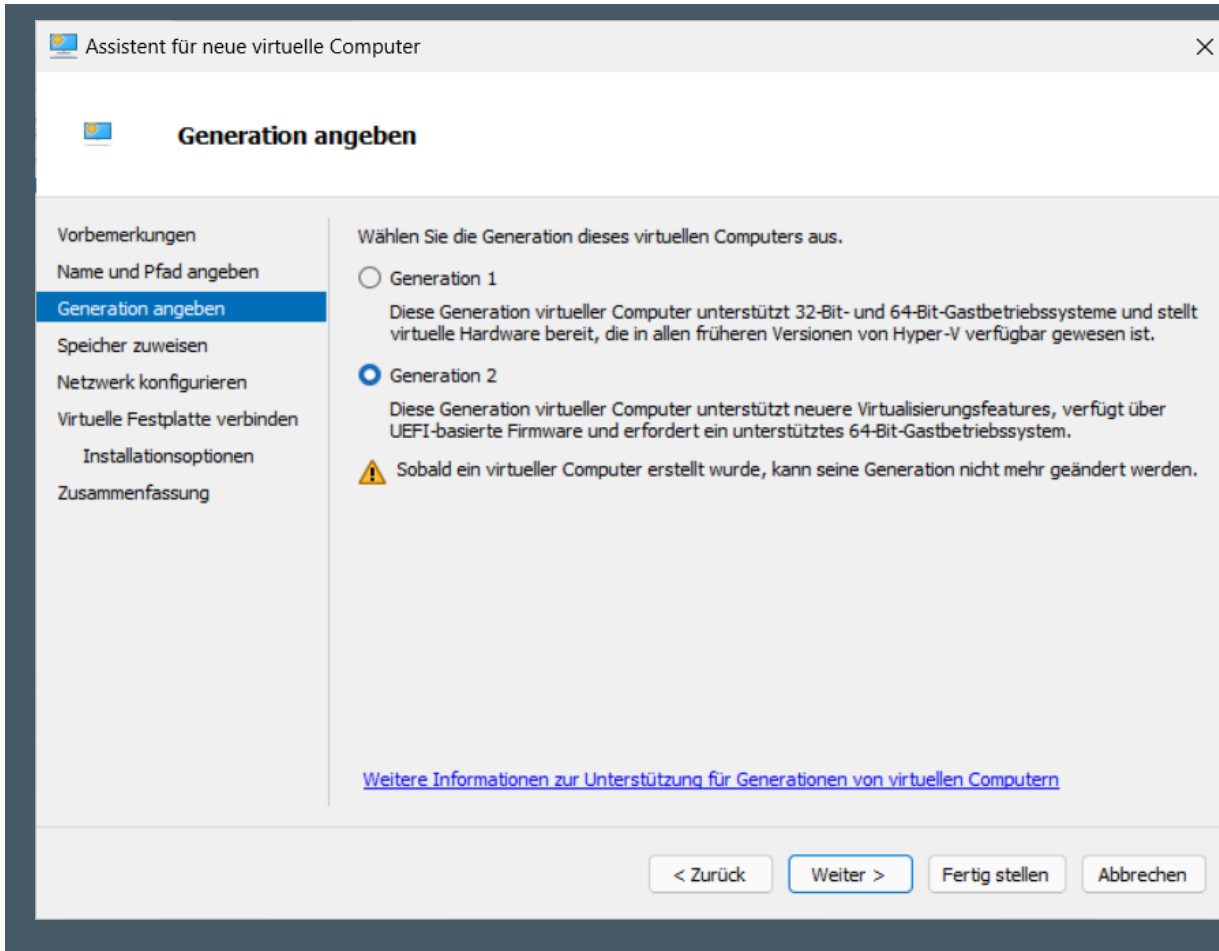 Assistent für neue virtuelle Computer
Generation angeben
Vorbemerkungen
Name und Pfad angeben
Generation angeben
Speicher zuweisen
Netzwerk konfigurieren
Virtuelle Festplatte verbinden
Installationsoptionen
Zusammenfassung
Wählen Sie die Generation dieses virtuellen Computers aus.
Generation 1
Diese Generation virtueller Computer unterstützt 32-Bit- und 64-Bit-Gastbetriebssysteme und stellt
virtuelle Hardware bereit, die in allen früheren Versionen von Hyper-V verfügbar gewesen ist.
Generation 2
Diese Generation virtueller Computer unterstützt neuere Virtualisierungsfeatures, verfügt über
UEFI-basierte Firmware und erfordert ein unterstütztes 64-Bit-Gastbetriebssystem.
Sobald ein virtueller Computer erstellt wurde, kann seine Generation nicht mehr geändert werden.
Weitere Informationen zur Unterstützung für Generationen von virtuellen Computern
< Zurück Weiter > Fertig stellen Abbrechen